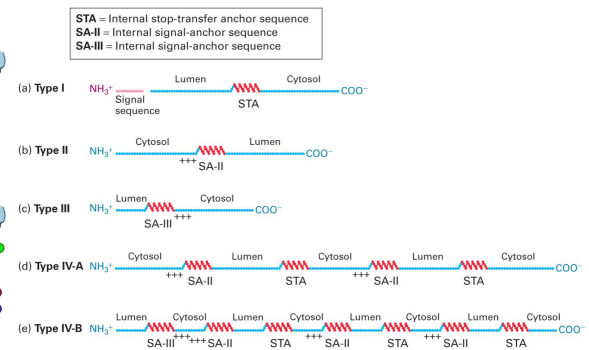 STA = Internal stop-transfer anchor sequence
SA-II = Internal signal-anchor sequence
SA-III = Internal signal-anchor sequence
Lumen Cytosol
(a) Type I NH₃⁺ COO⁻
Signal
sequence
STA
Cytosol Lumen
(b) Type II NH₃⁺ COO⁻
+++ SA-II
Lumen Cytosol
(c) Type III NH₃⁺ COO⁻
SA-III +++
Cytosol Lumen Cytosol Lumen Cytosol
(d) Type IV-A NH₃⁺ COO⁻
+++ SA-II STA +++ SA-II STA
Lumen Cytosol Lumen Cytosol Lumen Cytosol Lumen Cytosol
(e) Type IV-B NH₃⁺ COO⁻
SA-III +++ +++ SA-II STA +++ SA-II STA +++ SA-II STA